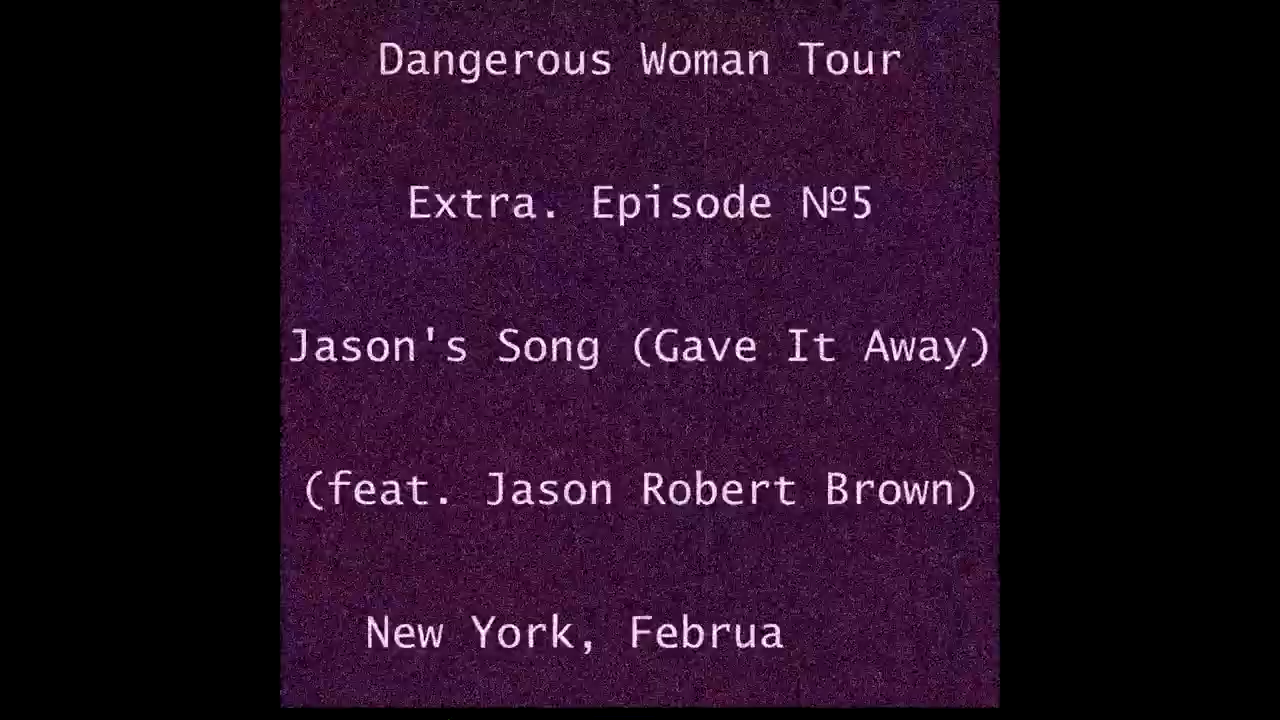 Dangerous Woman Tour
Extra. Episode №5
Jason's Song (Gave It Away)
(feat. Jason Robert Brown)
New York, Februa